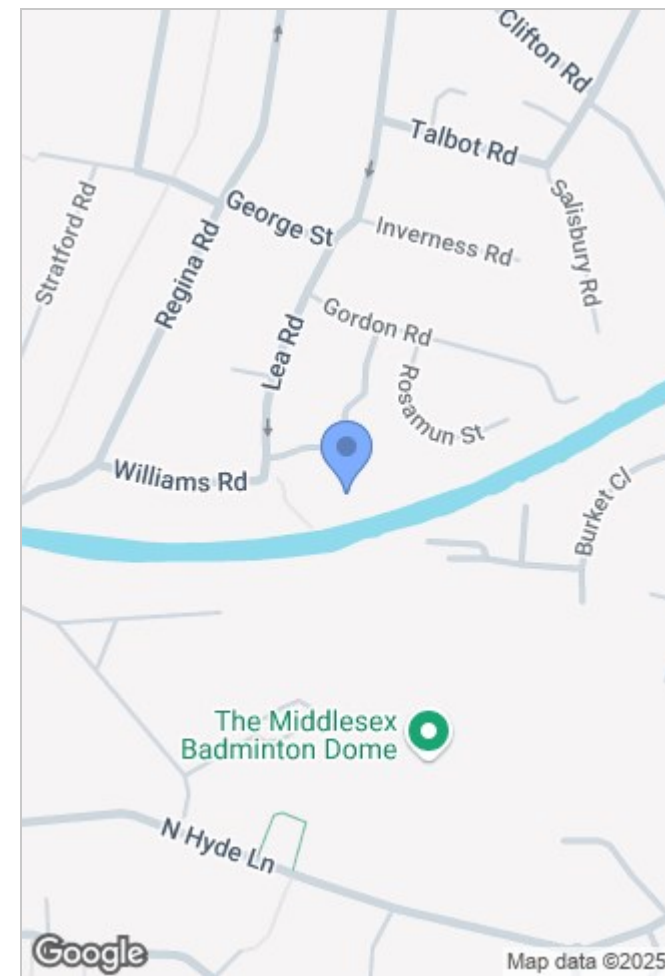 Clifton Rd
Talbot Rd
George St
Inverness Rd
Salisbury Rd
Stratford Rd
Regina Rd
Lea Rd
Gordon Rd
Rosamun St
Williams Rd
Burket Cl
The Middlesex
Badminton Dome
N Hyde Ln
Google
Map data ©2025